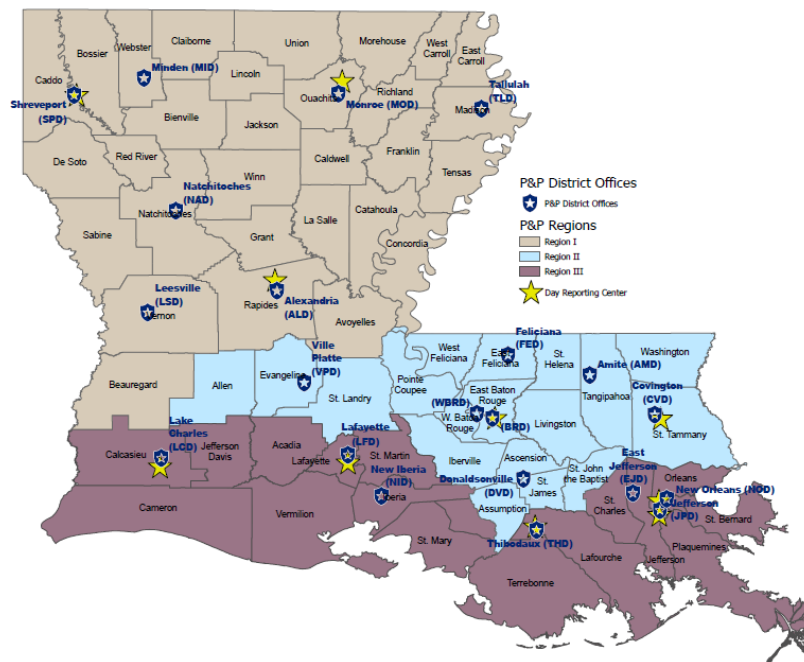 Claiborne
Union
Morehouse
West
Carroll
East
Carroll
Webster
Bossier
Minden (MID)
Lincoln
Caddo
Ouachita
Richland
Monroe (MOD)
Tallulah
(TLD)
Madison
Shreveport
(SPD)
Bienville
Jackson
De Soto
Red River
Winn
Caldwell
Franklin
Tensas
Natchitoches
(NAD)
Natchitoches
La Salle
Catahoula
Sabine
Grant
Concordia
P&P District Offices
P&P District Offices
P&P Regions
Region I
Region II
Region III
Day Reporting Center
Leesville
(LSD)
Vernon
Rapides
Alexandria
(ALD)
Avoyelles
Ville
Platte
(VPD)
Evangeline
Beauregard
Allen
St. Landry
West
Feliciana
Feliciana
(FED)
East
Feliciana
St.
Helena
Amite (AMD)
Washington
Pointe
Coupee
East Baton
Rouge
(WBRD)
W. Baton
Rouge
(BRD)
Tangipahoa
Covington
(CVD)
Livingston
St. Tammany
Lake
Charles
(LCD)
Calcasieu
Jefferson
Davis
Acadia
Lafayette (LFD)
Lafayette
St. Martin
Iberville
Ascension
New Iberia
(NID)
Iberia
Donaldsonville
(DVD)
St.
James
St. John
the Baptist
East
Jefferson
(EJD)
Orleans
New Orleans (NOD)
Cameron
Vermilion
Assumption
St.
Charles
Jefferson
(JPD)
St. Bernard
St. Mary
Thibodaux (THD)
Lafourche
Plaquemines
Jefferson
Terrebonne